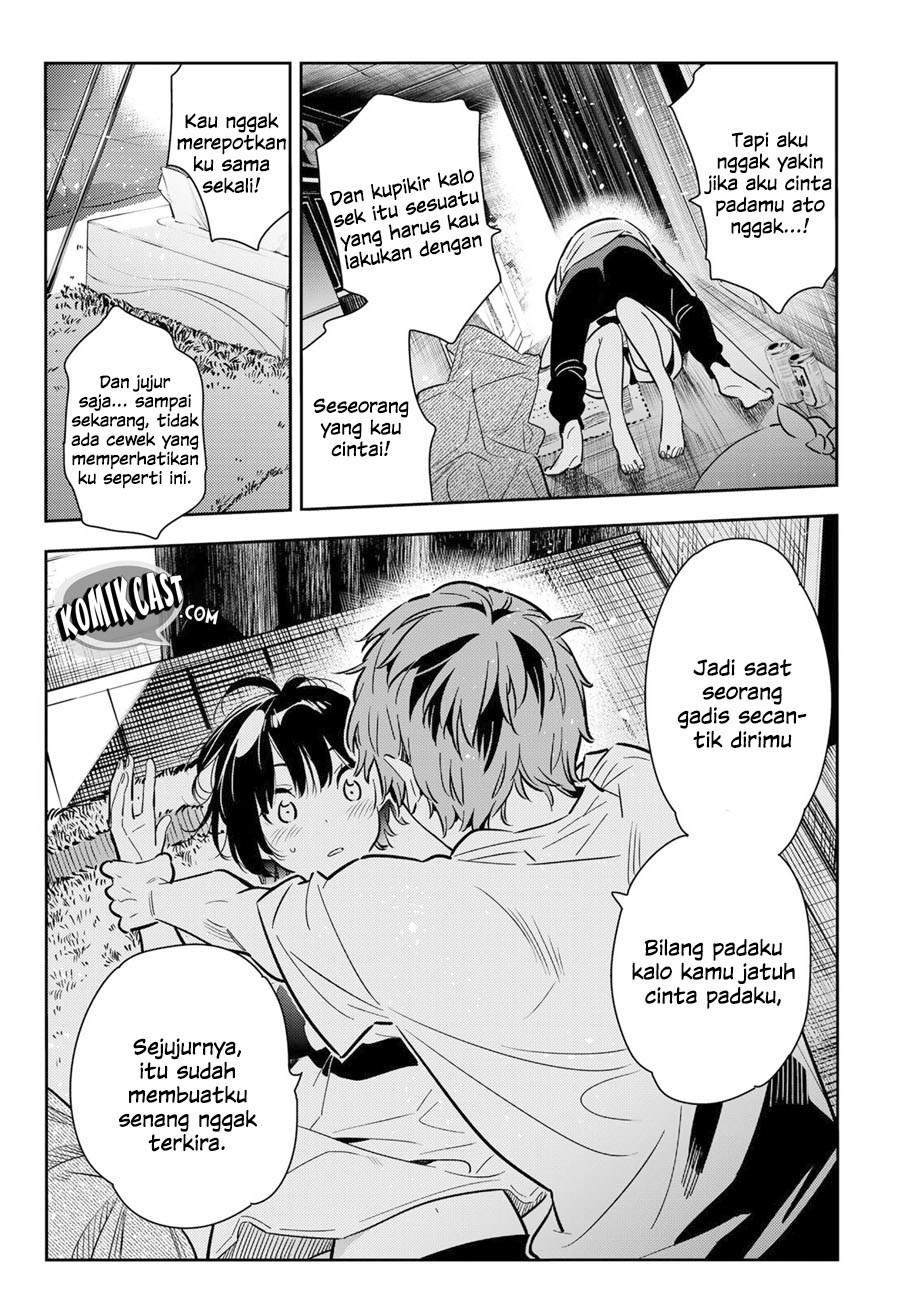 Tapi aku
nggak yakin
jika aku cinta
padamu ato
nggak...!
Dan kupikir kalo
sek itu sesuatu
yang harus kau
lakukan dengan
Seseorang
yang kau
cintai!
Kau nggak
merepotkan
ku sama
sekali!
Dan jujur
saja... sampai
sekarang, tidak
ada cewek yang
memperhatikan
ku seperti ini.
KOMIKCAST
.COM
Jadi saat
seorang
gadis secan-
tik dirimu
Bilang padaku
kalo kamu jatuh
cinta padaku,
Sejujurnya,
itu sudah
membuatku
senang nggak
terkira.